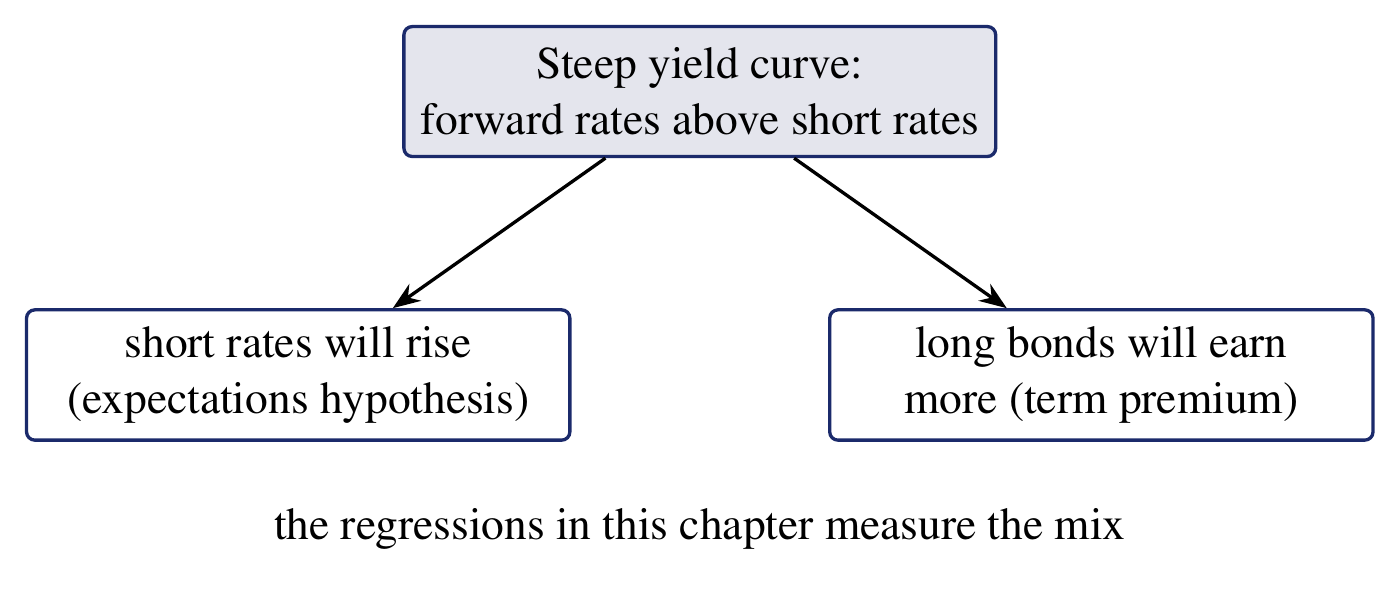 Steep yield curve:
forward rates above short rates
short rates will rise
(expectations hypothesis)
long bonds will earn
more (term premium)
the regressions in this chapter measure the mix